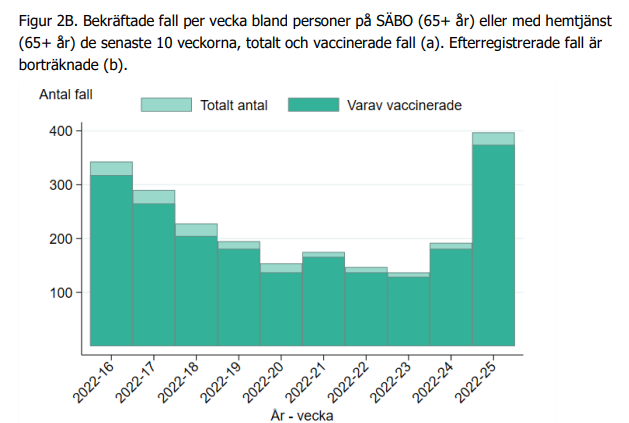 Figur 2B. Bekräftade fall per vecka bland personer på SÄBO (65+ år) eller med hemtjänst
(65+ år) de senaste 10 veckorna, totalt och vaccinerade fall (a). Efterregistrerade fall är
borträknade (b).
Antal fall
Totalt antal
Varav vaccinerade
400
300
200
100
2022-16
2022-17
2022-18
2022-19
2022-20
2022-21
2022-22
2022-23
2022-24
2022-25
År - vecka